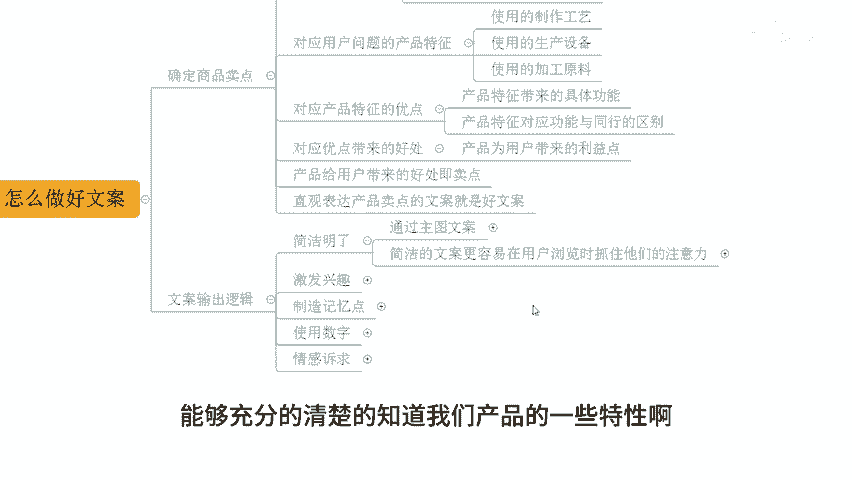 使用的制作工艺
对应用户问题的产品特征
使用的生产设备
使用的加工原料
确定商品卖点
产品特征带来的具体功能
对应产品特征的优点
产品特征对应功能与同行的区别
对应优点带来的好处
产品为用户带来的利益点
产品给用户带来的好处即卖点
怎么做好文案
直观表达产品卖点的文案就是好文案
通过主图文案
简洁明了
简洁的文案更容易在用户浏览时抓住他们的注意力
激发兴趣
文案输出逻辑
制造记忆点
使用数字
情感诉求
能够充分的清楚的知道我们产品的一些特性啊